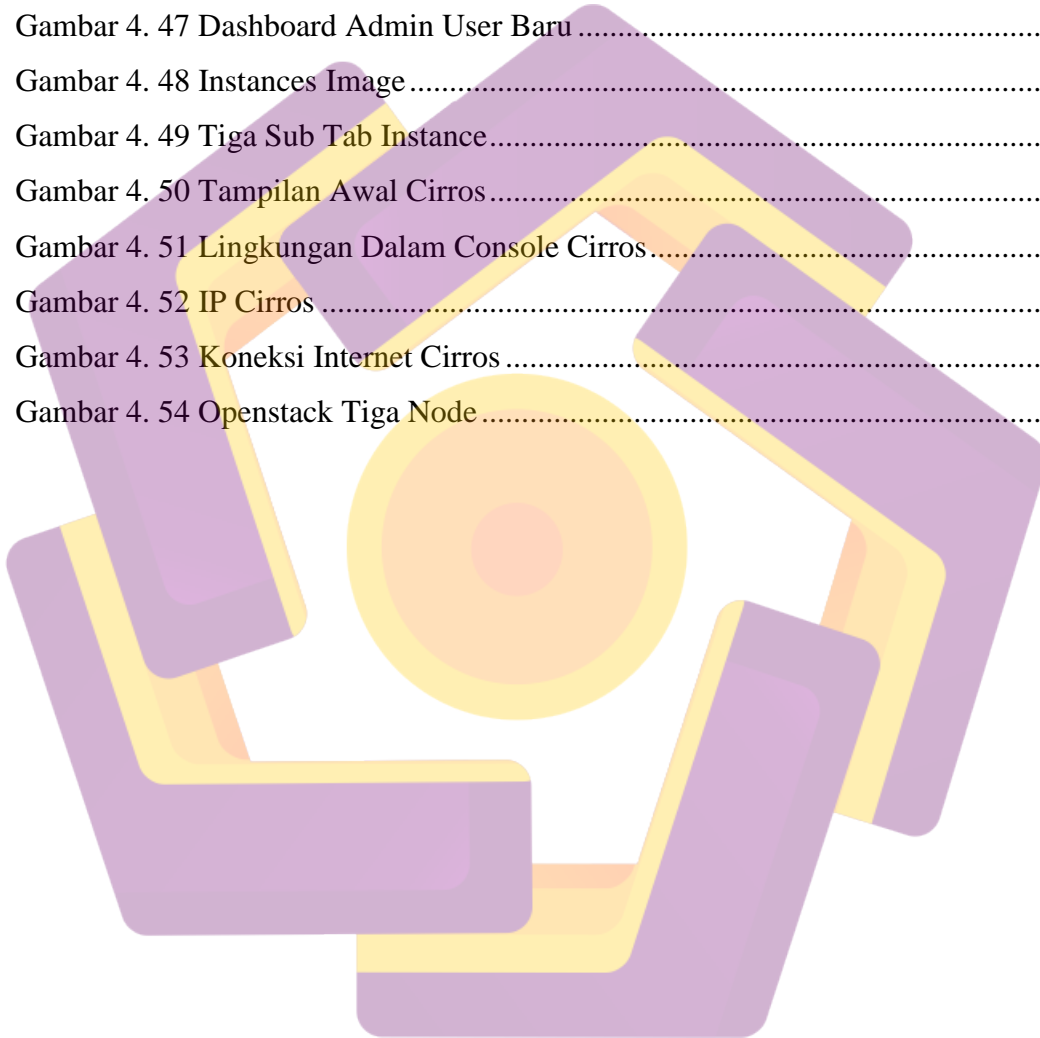 Gambar 4. 47 Dashboard Admin User Baru ..........................................................
Gambar 4. 48 Instances Image ................................................................................
Gambar 4. 49 Tiga Sub Tab Instance.....................................................................
Gambar 4. 50 Tampilan Awal Cirros .....................................................................
Gambar 4. 51 Lingkungan Dalam Console Cirros.................................................
Gambar 4. 52 IP Cirros ..........................................................................................
Gambar 4. 53 Koneksi Internet Cirros ...................................................................
Gambar 4. 54 Openstack Tiga Node ......................................................................